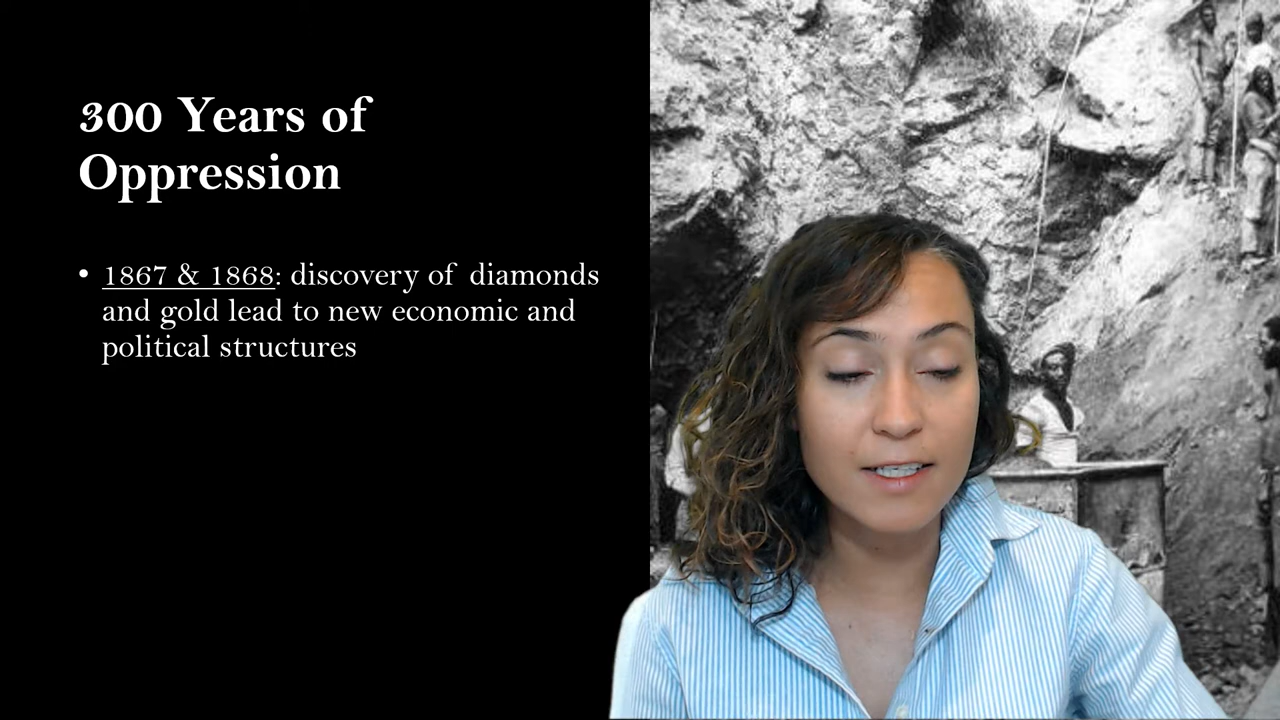 300 Years of
Oppression
• 1867 & 1868: discovery of  diamonds
and gold lead to new economic and
political structures